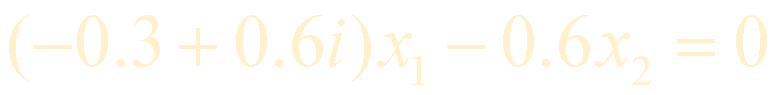 (−0.3 + 0.6i)x₁ − 0.6x₂ = 0